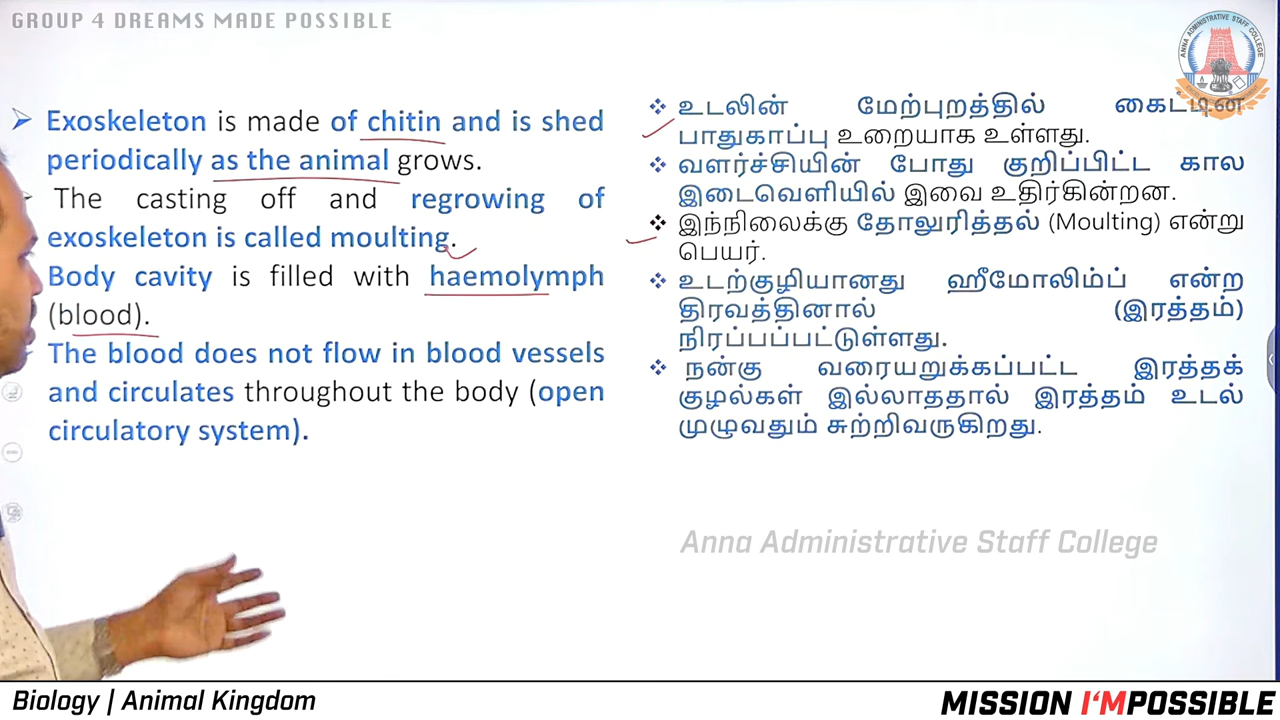 GROUP 4 DREAMS MADE POSSIBLE
ANNA ADMINISTRATIVE STAFF COLLEGE
Exoskeleton is made of chitin and is shed
periodically as the animal grows.
The casting off and regrowing of
exoskeleton is called moulting.
Body cavity is filled with haemolymph
(blood).
The blood does not flow in blood vessels
and circulates throughout the body (open
circulatory system).
உடலின் மேற்புறத்தில் கைட்டின்
பாதுகாப்பு உறையாக உள்ளது.
வளர்ச்சியின் போது குறிப்பிட்ட கால
இடைவெளியில் இவை உதிர்கின்றன.
இந்நிலைக்கு தோலுரித்தல் (Moulting) என்று
பெயர்.
உடற்குழியானது ஹீமோலிம்ப் என்ற
திரவத்தினால் (இரத்தம்)
நிரப்பப்பட்டுள்ளது.
நன்கு வரையறுக்கப்பட்ட இரத்தக்
குழல்கள் இல்லாததால் இரத்தம் உடல்
முழுவதும் சுற்றிவருகிறது.
Anna Administrative Staff College
Biology | Animal Kingdom
MISSION I'MPOSSIBLE